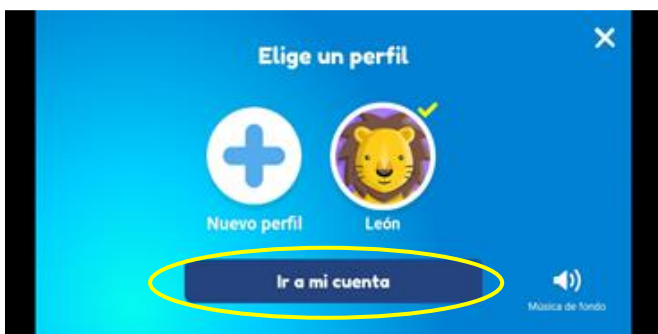 Elige un perfil
Nuevo perfil
León
Ir a mi cuenta
Música de fondo